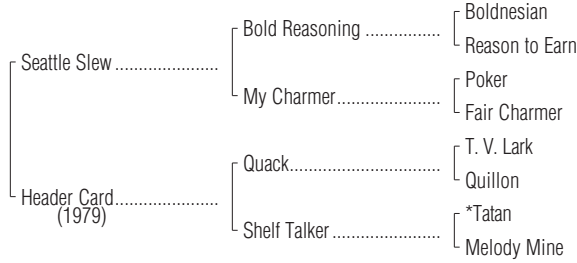 Boldnesian
Bold Reasoning ..................
Reason to Earn
Seattle Slew .........................
Poker
My Charmer.........................
Fair Charmer
T. V. Lark
Quack....................................
Quillon
Header Card.........................
(1979)
*Tatan
Shelf Talker ..........................
Melody Mine